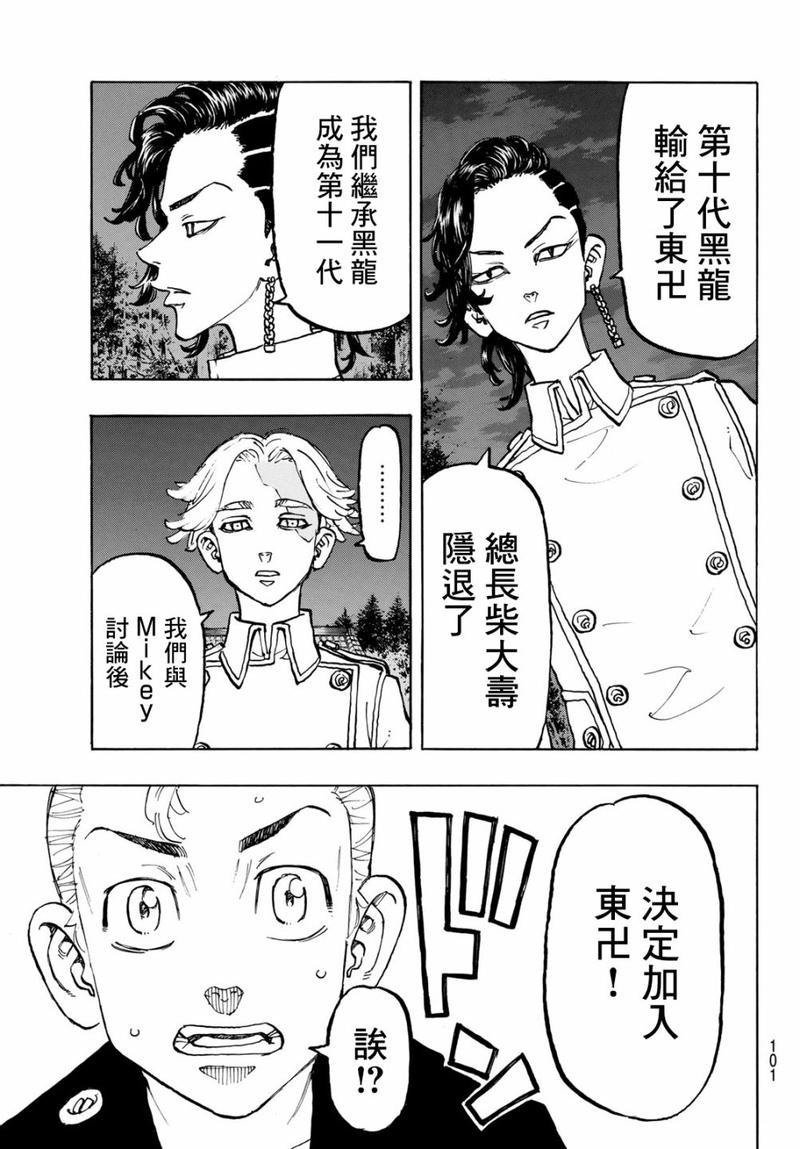 第十代黑龍
輸給了東卍
總長柴大壽
隱退了
我們繼承黑龍
成為第十一代
………
我們與
Mikey
討論後
決定加入
東卍！
ドン
誒!?
101